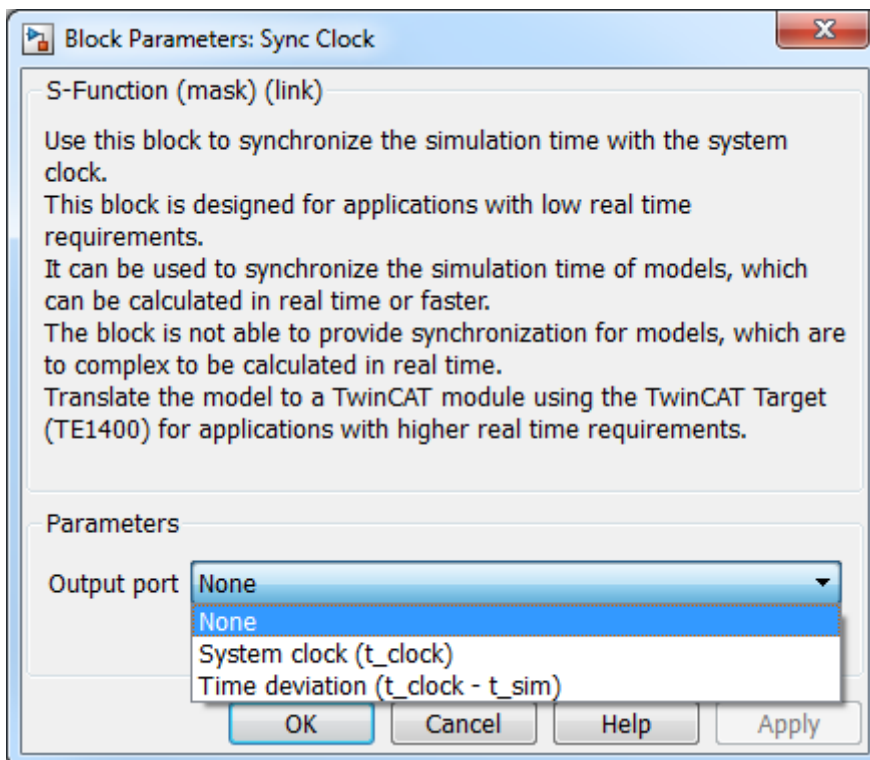 Block Parameters: Sync Clock
S-Function (mask) (link)
Use this block to synchronize the simulation time with the system
clock.
This block is designed for applications with low real time
requirements.
It can be used to synchronize the simulation time of models, which
can be calculated in real time or faster.
The block is not able to provide synchronization for models, which are
to complex to be calculated in real time.
Translate the model to a TwinCAT module using the TwinCAT Target
(TE1400) for applications with higher real time requirements.
Parameters
Output port None
None
System clock (t_clock)
Time deviation (t_clock - t_sim)
OK Cancel Help Apply